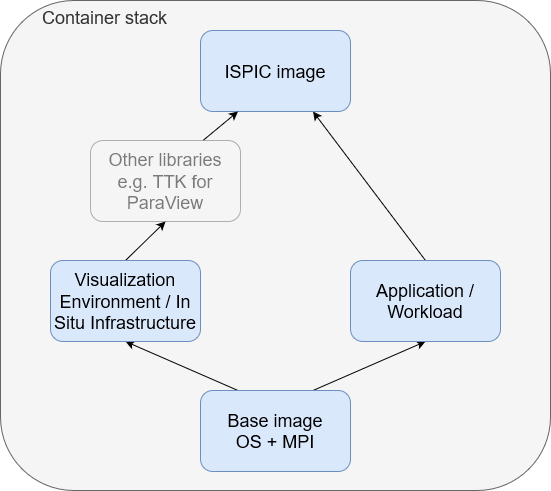 Container stack
ISPIC image
Other libraries
e.g. TTK for
ParaView
Visualization
Environment / In
Situ Infrastructure
Application /
Workload
Base image
OS + MPI